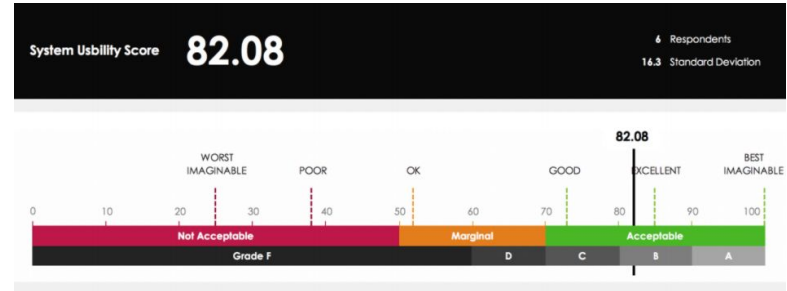 System Usbility Score 82.08
6 Respondents
16.3 Standard Deviation
82.08
WORST IMAGINABLE POOR OK GOOD EXCELLENT BEST IMAGINABLE
0 10 20 30 40 50 60 70 80 90 100
Not Acceptable Marginal Acceptable
Grade F D C B A